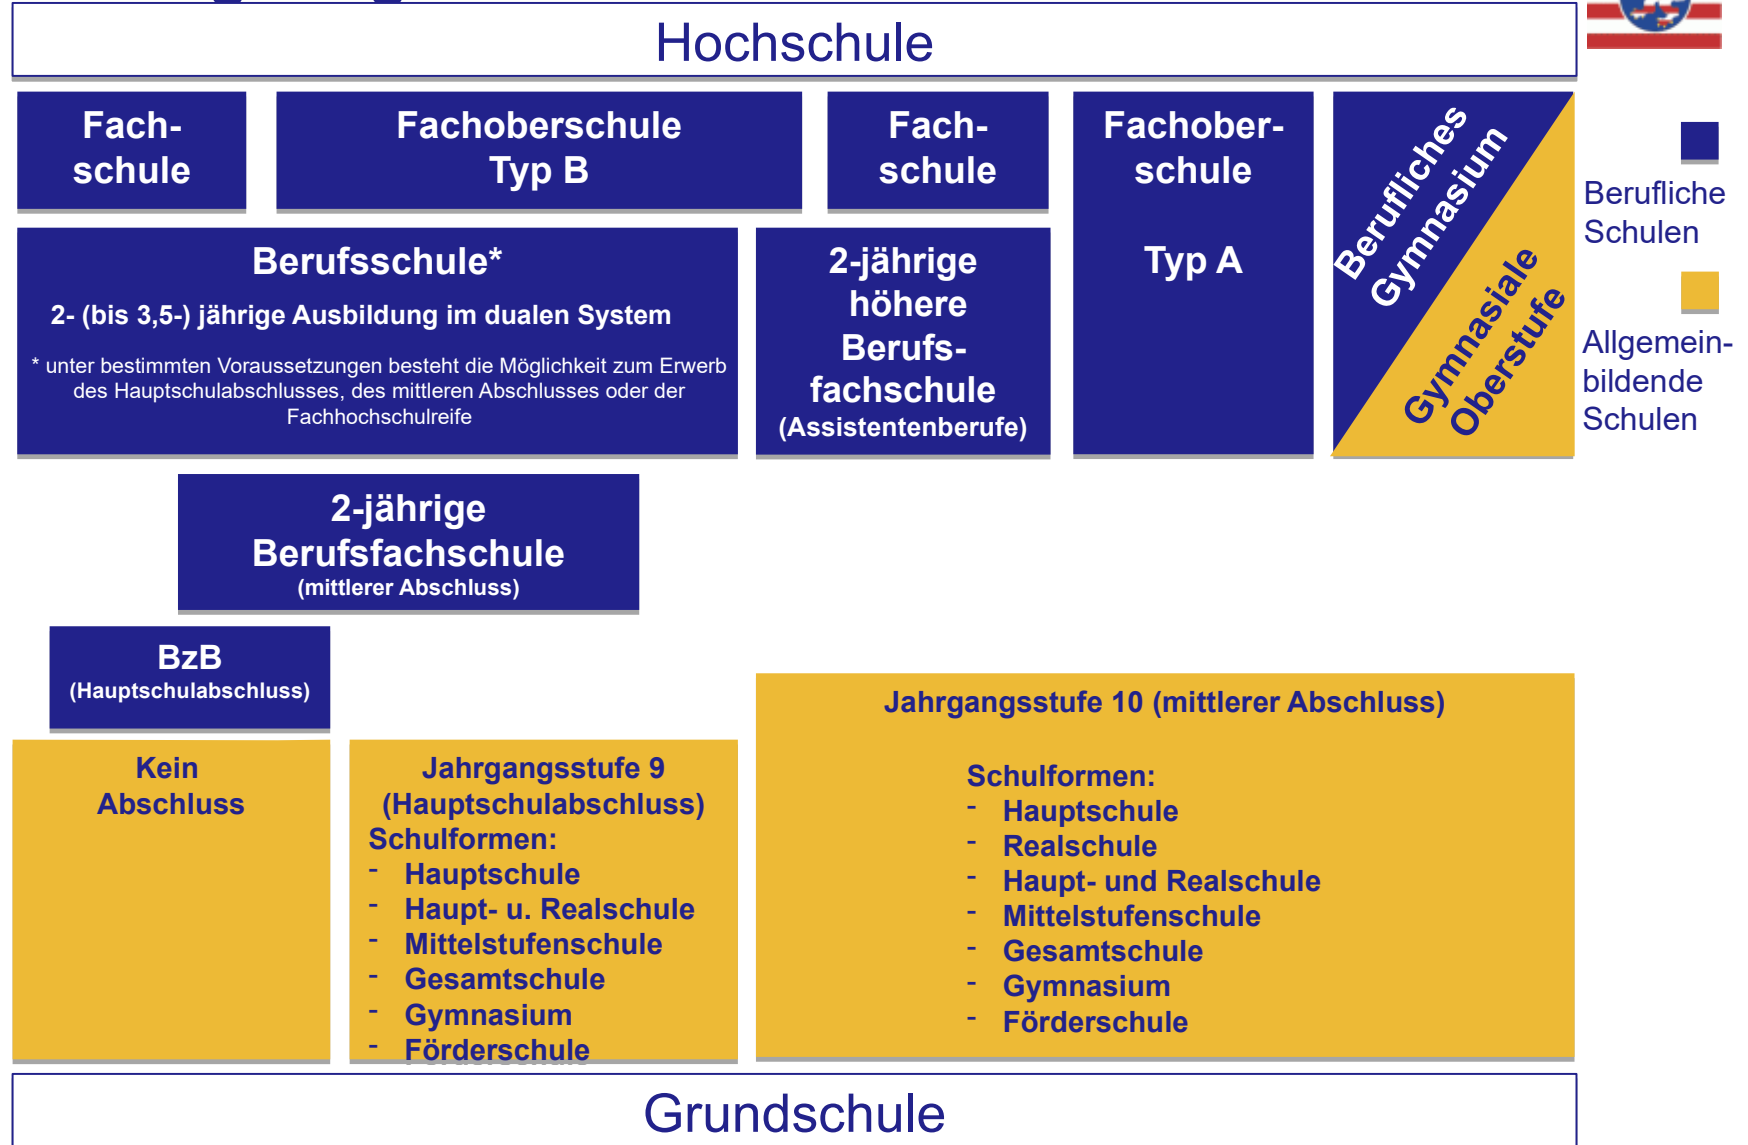 Hochschule
Fach-
schule
Fachoberschule
Typ B
Fach-
schule
Fachober-
schule
Typ A
Berufliches
Gymnasium
Gymnasiale
Oberstufe
Berufliche
Schulen
Allgemein-
bildende
Schulen
Berufsschule*
2- (bis 3,5-) jährige Ausbildung im dualen System
* unter bestimmten Voraussetzungen besteht die Möglichkeit zum Erwerb
des Hauptschulabschlusses, des mittleren Abschlusses oder der
Fachhochschulreife
2-jährige
höhere
Berufs-
fachschule
(Assistentenberufe)
2-jährige
Berufsfachschule
(mittlerer Abschluss)
BzB
(Hauptschulabschluss)
Kein
Abschluss
Jahrgangsstufe 9
(Hauptschulabschluss)
Schulformen:
- Hauptschule
- Haupt- u. Realschule
- Mittelstufenschule
- Gesamtschule
- Gymnasium
- Förderschule
Jahrgangsstufe 10 (mittlerer Abschluss)
Schulformen:
- Hauptschule
- Realschule
- Haupt- und Realschule
- Mittelstufenschule
- Gesamtschule
- Gymnasium
- Förderschule
Grundschule